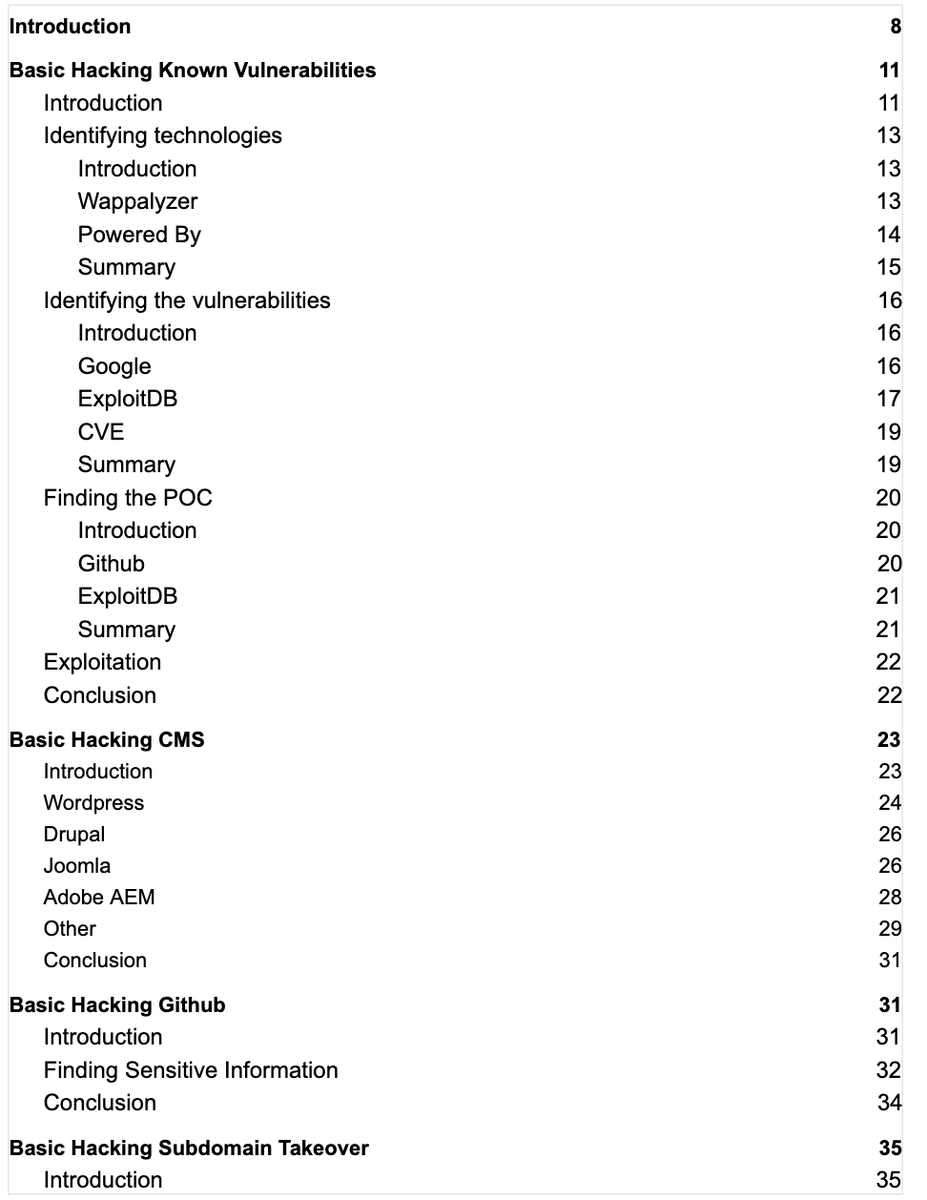 Introduction 8
Basic Hacking Known Vulnerabilities 11
Introduction 11
Identifying technologies 13
Introduction 13
Wappalyzer 13
Powered By 14
Summary 15
Identifying the vulnerabilities 16
Introduction 16
Google 16
ExploitDB 17
CVE 19
Summary 19
Finding the POC 20
Introduction 20
Github 20
ExploitDB 21
Summary 21
Exploitation 22
Conclusion 22
Basic Hacking CMS 23
Introduction 23
Wordpress 24
Drupal 26
Joomla 26
Adobe AEM 28
Other 29
Conclusion 31
Basic Hacking Github 31
Introduction 31
Finding Sensitive Information 32
Conclusion 34
Basic Hacking Subdomain Takeover 35
Introduction 35